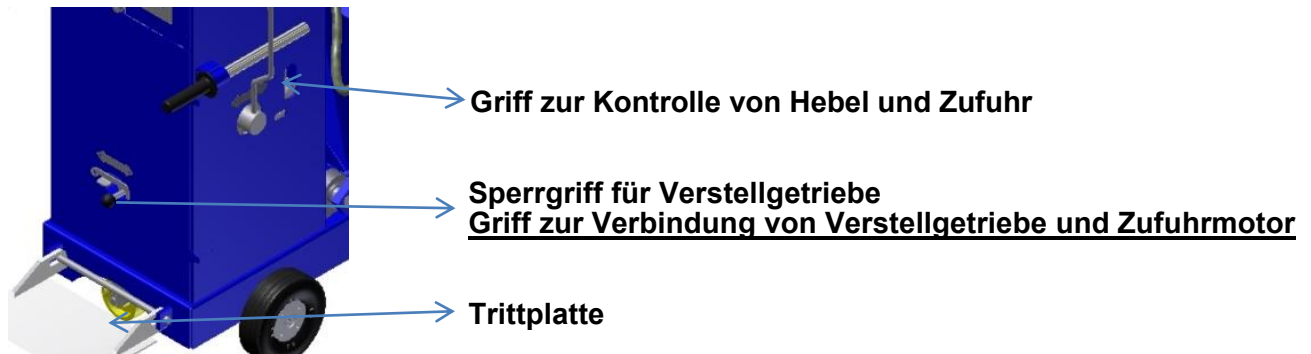 Griff zur Kontrolle von Hebel und Zufuhr
Sperrgriff für Verstellgetriebe
Griff zur Verbindung von Verstellgetriebe und Zufuhrmotor
Trittplatte